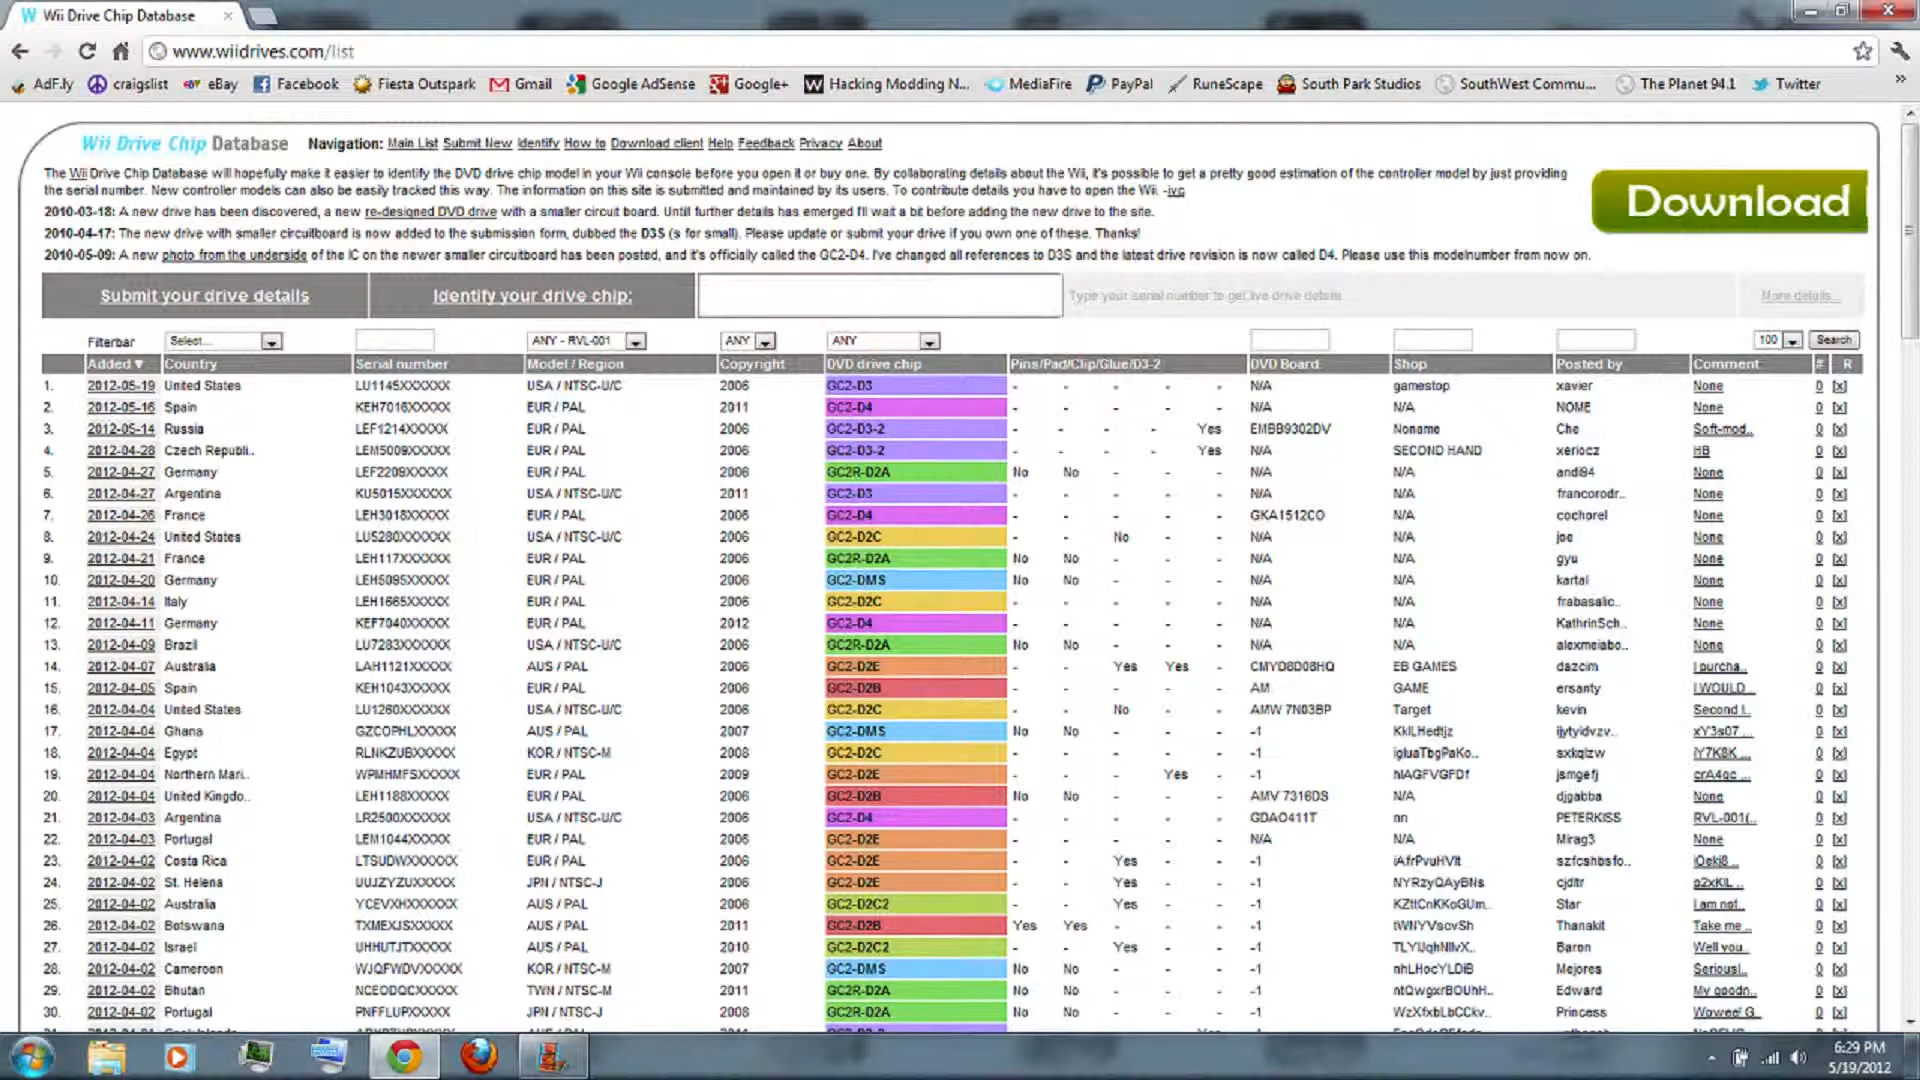 Wii Drive Chip Database
www.wiidrives.com/list
AdF.ly craigslist eBay Facebook Fiesta Outspark Gmail Google AdSense Google+ Hacking Modding N... MediaFire PayPal RuneScape South Park Studios SouthWest Commu... The Planet 94.1 Twitter »
Wii Drive Chip Database Navigation: Main List Submit New Identify How to Download client Help Feedback Privacy About
The Wii Drive Chip Database will hopefully make it easier to identify the DVD drive chip model in your Wii console before you open it or buy one. By collaborating details about the Wii, it's possible to get a pretty good estimation of the controller model by just providing
the serial number. New controller models can also be easily tracked this way. The information on this site is submitted and maintained by its users. To contribute details you have to open the Wii.
2010-03-18: A new drive has been discovered, a new re-designed DVD drive with a smaller circuit board. Until further details has emerged I'll wait a bit before adding the new drive to the site.
2010-04-17: The new drive with smaller circuitboard is now added to the submission form, dubbed the D3S (s for small). Please update or submit your drive if you own one of these. Thanks!
2010-05-09: A new photo from the underside of the IC on the newer smaller circuitboard has been posted, and it's officially called the GC2-D4. I've changed all references to D3S and the latest drive revision is now called D4. Please use this modelnumber from now on.
Download
Submit your drive details Identify your drive chip: Type your serial number to get live drive details More details...
Filterbar Select... ANY - RVL-001 ANY ANY 100 Search
Added ▼ Country Serial number Model / Region Copyright DVD drive chip Pins/Pad/Clip/Glue/D3-2 DVD Board Shop Posted by Comment # R
1. 2012-05-19 United States LU1145XXXXXX USA / NTSC-U/C 2006 GC2-D3 - - - - - N/A gamestop xavier None 0 [x]
2. 2012-05-16 Spain KEH7016XXXXX EUR / PAL 2011 GC2-D4 - - - - - N/A N/A NOME None 0 [x]
3. 2012-05-14 Russia LEF1214XXXXX EUR / PAL 2006 GC2-D3-2 - - - - Yes EMBB9302DV Noname Che Soft-mod.. 0 [x]
4. 2012-04-28 Czech Republi.. LEM5009XXXXX EUR / PAL 2006 GC2-D3-2 - - - - Yes N/A SECOND HAND xeriocz HB 0 [x]
5. 2012-04-27 Germany LEF2209XXXXX EUR / PAL 2006 GC2R-D2A No No - - - N/A N/A andi94 None 0 [x]
6. 2012-04-27 Argentina KU5015XXXXXX USA / NTSC-U/C 2011 GC2-D3 - - - - - N/A N/A francorodr.. None 0 [x]
7. 2012-04-26 France LEH3018XXXXX EUR / PAL 2006 GC2-D4 - - - - - GKA1512CO N/A cochorel None 0 [x]
8. 2012-04-24 United States LU5280XXXXXX USA / NTSC-U/C 2006 GC2-D2C - - No - - N/A N/A joe None 0 [x]
9. 2012-04-21 France LEH117XXXXXX EUR / PAL 2006 GC2R-D2A No No - - - N/A N/A gyu None 0 [x]
10. 2012-04-20 Germany LEH5095XXXXX EUR / PAL 2006 GC2-DMS No No - - - N/A N/A kartal None 0 [x]
11. 2012-04-14 Italy LEH1665XXXXX EUR / PAL 2006 GC2-D2C - - - - - N/A N/A frabasalic.. None 0 [x]
12. 2012-04-11 Germany KEF7040XXXXX EUR / PAL 2012 GC2-D4 - - - - - N/A N/A KathrinSch.. None 0 [x]
13. 2012-04-09 Brazil LU7283XXXXXX USA / NTSC-U/C 2006 GC2R-D2A No No - - - N/A N/A alexmeiabo.. None 0 [x]
14. 2012-04-07 Australia LAH1121XXXXX AUS / PAL 2006 GC2-D2E - - Yes Yes - CMYD8D08HQ EB GAMES dazcim I purcha.. 0 [x]
15. 2012-04-05 Spain KEH1043XXXXX EUR / PAL 2006 GC2-D2B - - - - - AM GAME ersanty I WOULD .. 0 [x]
16. 2012-04-04 United States LU1260XXXXXX USA / NTSC-U/C 2006 GC2-D2C - - No - - AMW 7N03BP Target kevin Second I.. 0 [x]
17. 2012-04-04 Ghana GZCOPHLXXXXX AUS / PAL 2007 GC2-DMS No No - - - -1 KklLHedtjz ijytyidvzv.. xY3s07 .. 0 [x]
18. 2012-04-04 Egypt RLNKZUBXXXXX KOR / NTSC-M 2008 GC2-D2C - - - - - -1 igluaTbgPaKo.. sxkqlzw iY7K8K .. 0 [x]
19. 2012-04-04 Northern Mari.. WPMHMFSXXXXX EUR / PAL 2009 GC2-D2E - - Yes - -1 hlAGFVGFDf jsmgefj crA4qc .. 0 [x]
20. 2012-04-04 United Kingdo.. LEH1188XXXXX EUR / PAL 2006 GC2-D2B No No - - - AMV 7316DS N/A djgabba None 0 [x]
21. 2012-04-03 Argentina LR2500XXXXXX USA / NTSC-U/C 2006 GC2-D4 - - - - - GDAO411T nn PETERKISS RVL-001(.. 0 [x]
22. 2012-04-03 Portugal LEM1044XXXXX EUR / PAL 2006 GC2-D2E - - - - - N/A N/A Mirag3 None 0 [x]
23. 2012-04-02 Costa Rica LTSUDWXXXXXX EUR / PAL 2006 GC2-D2E - - Yes - - -1 iAfrPvuHVlt szfcshbsfo.. 0 [x]
24. 2012-04-02 St. Helena UUJZYZUXXXXX JPN / NTSC-J 2006 GC2-D2E - - Yes - - -1 NYRzyQAyBNs cjditr p2xKIL .. 0 [x]
25. 2012-04-02 Australia YCEVXHXXXXXX AUS / PAL 2006 GC2-D2C2 - - Yes - - -1 KZttCnKKoGUm.. Star I am not.. 0 [x]
26. 2012-04-02 Botswana TXMEXJSXXXXX AUS / PAL 2011 GC2-D2B Yes Yes - - - -1 tWNYVscvSh Thanakit Take me .. 0 [x]
27. 2012-04-02 Israel UHHUTJTXXXXX AUS / PAL 2010 GC2-D2C2 - - Yes - - -1 TLYUqhNllvX.. Baron Well you.. 0 [x]
28. 2012-04-02 Cameroon WJQFWDVXXXXX KOR / NTSC-M 2007 GC2-DMS No No - - - -1 nhLHocYLDiB Mejores Seriousl.. 0 [x]
29. 2012-04-02 Bhutan NCEODQCXXXXX TWN / NTSC-M 2011 GC2R-D2A No No - - - -1 ntQwgxrBOUhH.. Edward My goodn.. 0 [x]
30. 2012-04-02 Portugal PNFFLUPXXXXX JPN / NTSC-J 2008 GC2R-D2A No No - - - -1 WzXfxbLbCCkv.. Princess Wowee! G.. 0 [x]
6:29 PM
5/19/2012